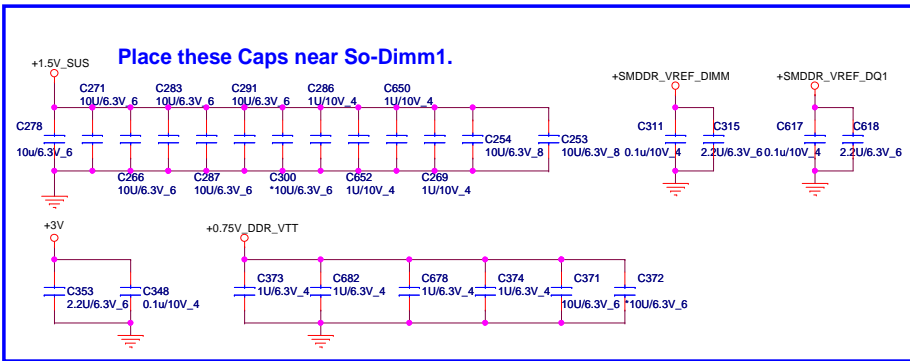 Place these Caps near So-Dimm1.
+1.5V_SUS
C271
10U/6.3V_6
C283
10U/6.3V_6
C291
10U/6.3V_6
C286
1U/10V_4
C650
1U/10V_4
C278
10u/6.3V_6
C254
10U/6.3V_8
C253
10U/6.3V_8
C266
10U/6.3V_6
C287
10U/6.3V_6
C300
*10U/6.3V_6
C652
1U/10V_4
C269
1U/10V_4
+SMDDR_VREF_DIMM
C311
0.1u/10V_4
C315
2.2U/6.3V_6
+SMDDR_VREF_DQ1
C617
0.1u/10V_4
C618
2.2U/6.3V_6
+3V
C353
2.2U/6.3V_6
C348
0.1u/10V_4
+0.75V_DDR_VTT
C373
1U/6.3V_4
C682
1U/6.3V_4
C678
1U/6.3V_4
C374
1U/6.3V_4
C371
10U/6.3V_6
C372
*10U/6.3V_6